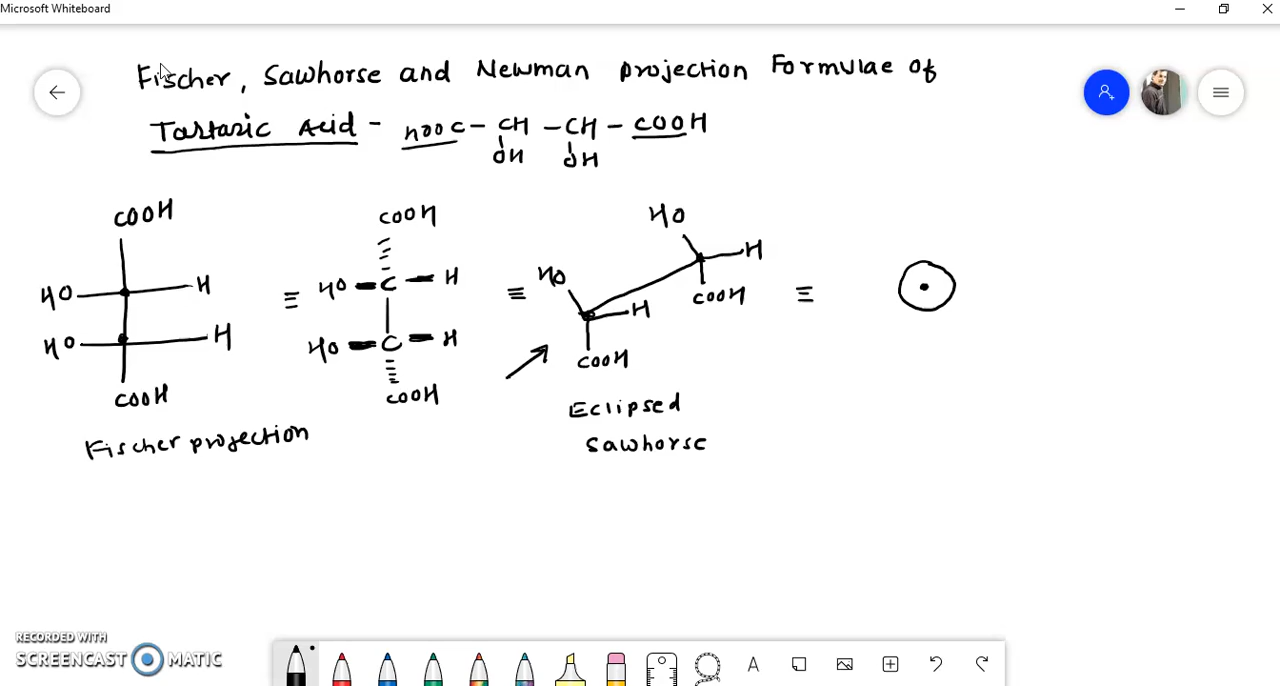 Microsoft Whiteboard
Fischer, Sawhorse and Newman projection Formulae of
Tartaric Acid - HOOC - CH - CH - COOH
OH OH
COOH COOH HO
HO H ≡ HO C H ≡ HO H H ≡
HO H HO C H COOH COOH
COOH COOH
Fischer projection
Eclipsed
Sawhorse
RECORDED WITH
SCREENCAST MATIC
A